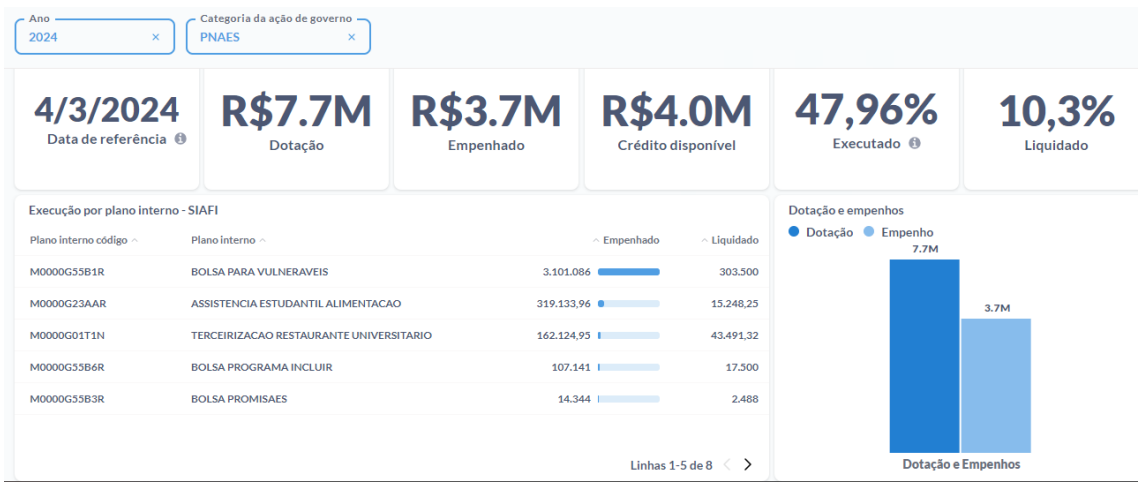 Ano
2024 ×
Categoria da ação de governo
PNAES ×
4/3/2024
Data de referência
R$7.7M
Dotação
R$3.7M
Empenhado
R$4.0M
Crédito disponível
47,96%
Executado
10,3%
Liquidado
Execução por plano interno - SIAFI
Plano interno código Plano interno Empenhado Liquidado
M0000G55B1R BOLSA PARA VULNERAVEIS 3.101.086 303.500
M0000G23AAR ASSISTENCIA ESTUDANTIL ALIMENTACAO 319.133,96 15.248,25
M0000G01T1N TERCEIRIZACAO RESTAURANTE UNIVERSITARIO 162.124,95 43.491,32
M0000G55B6R BOLSA PROGRAMA INCLUIR 107.141 17.500
M0000G55B3R BOLSA PROMISAES 14.344 2.488
Linhas 1-5 de 8
Dotação e empenhos
Dotação Empenho
7.7M
3.7M
Dotação e Empenhos